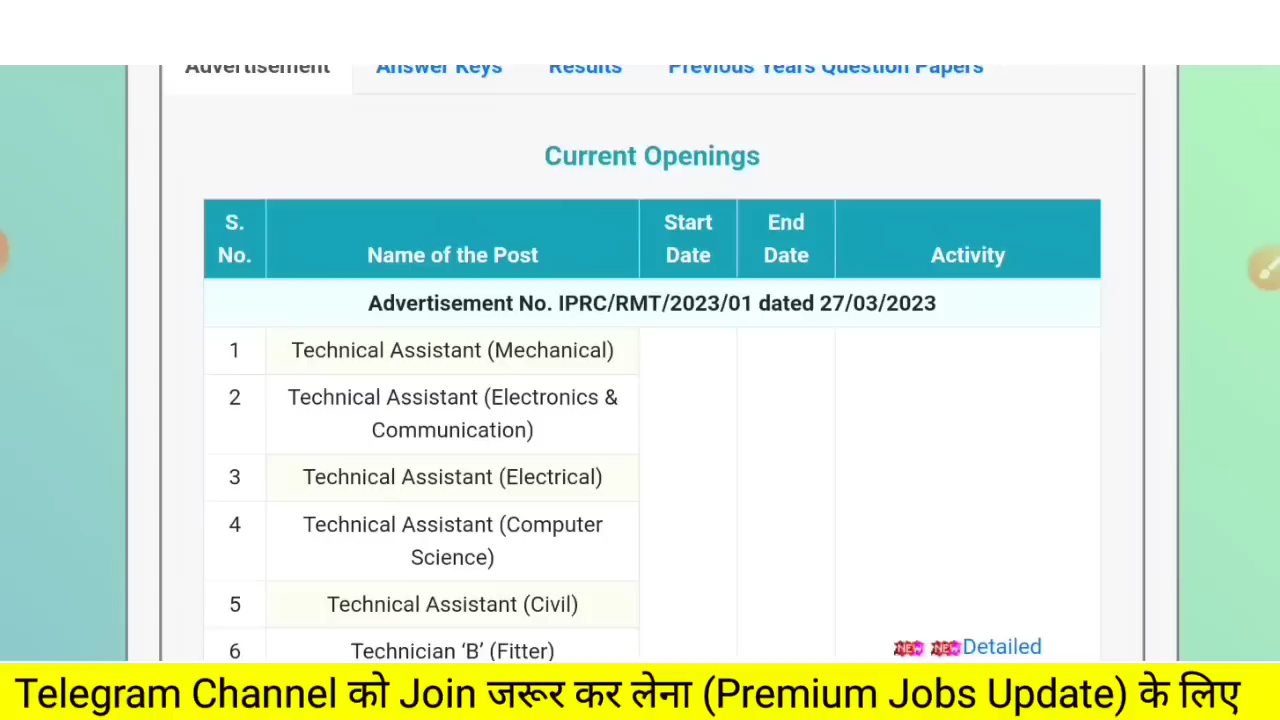 Advertisement Answer Keys Results Previous Years Question Papers
Current Openings
S. No. Name of the Post Start Date End Date Activity
Advertisement No. IPRC/RMT/2023/01 dated 27/03/2023
1 Technical Assistant (Mechanical)
2 Technical Assistant (Electronics &
Communication)
3 Technical Assistant (Electrical)
4 Technical Assistant (Computer
Science)
5 Technical Assistant (Civil)
6 Technician ‘B’ (Fitter) NEW NEW Detailed
Telegram Channel को Join जरूर कर लेना (Premium Jobs Update) के लिए